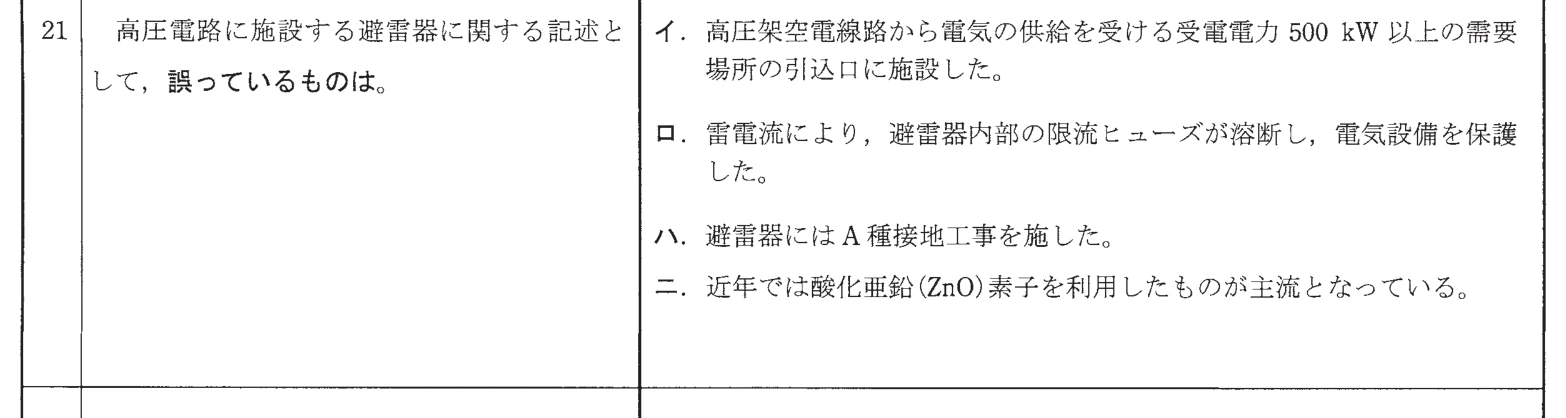 21
高圧電路に施設する避雷器に関する記述と
して，誤っているものは。
イ．高圧架空電線路から電気の供給を受ける受電電力 500 kW 以上の需要
場所の引込口に施設した。
ロ．雷電流により，避雷器内部の限流ヒューズが溶断し，電気設備を保護
した。
ハ．避雷器には A 種接地工事を施した。
ニ．近年では酸化亜鉛(ZnO)素子を利用したものが主流となっている。